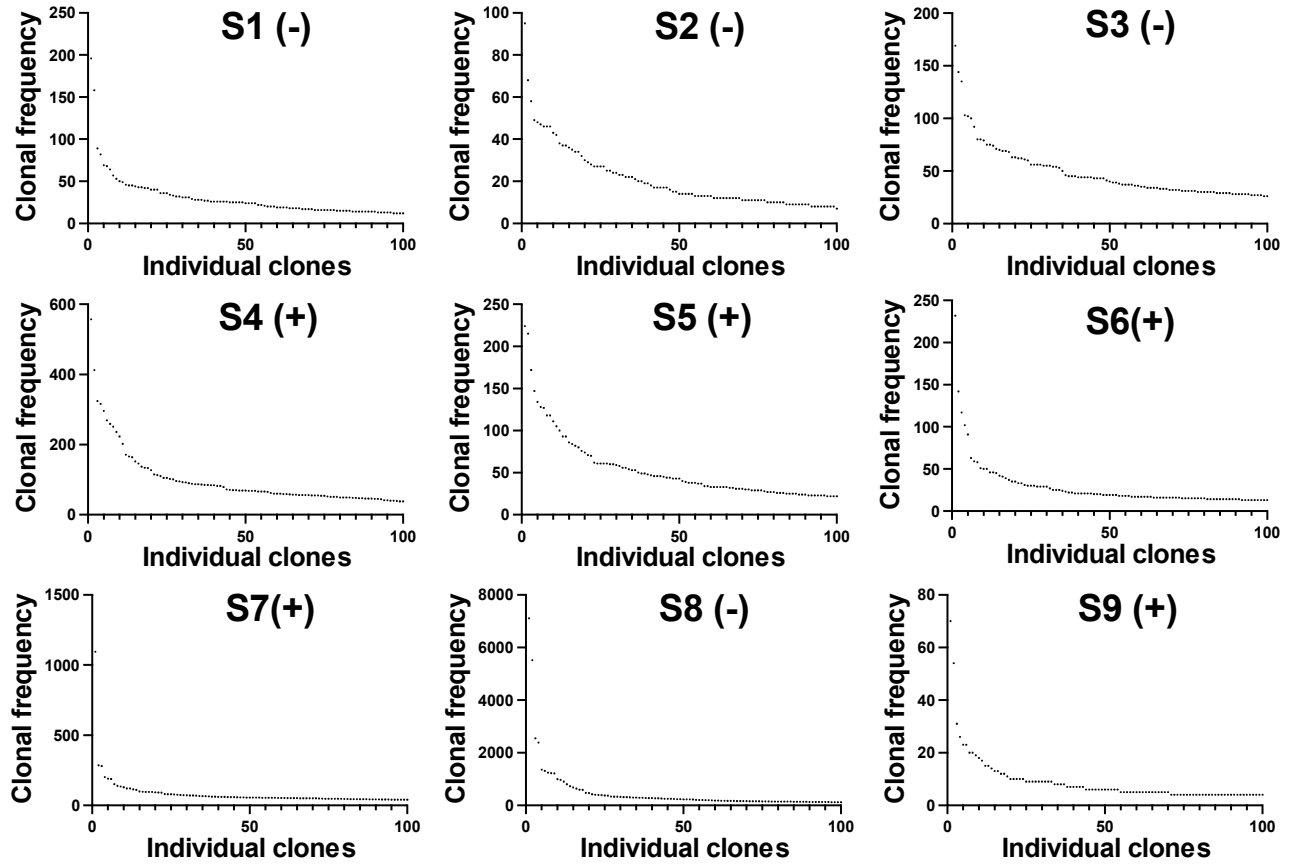 S1 (-)
Clonal frequency
250
200
150
100
50
0
0
50
100
Individual clones
S2 (-)
Clonal frequency
100
80
60
40
20
0
0
50
100
Individual clones
S3 (-)
Clonal frequency
200
150
100
50
0
0
50
100
Individual clones
S4 (+)
Clonal frequency
600
400
200
0
0
50
100
Individual clones
S5 (+)
Clonal frequency
250
200
150
100
50
0
0
50
100
Individual clones
S6(+)
Clonal frequency
250
200
150
100
50
0
0
50
100
Individual clones
S7(+)
Clonal frequency
1500
1000
500
0
0
50
100
Individual clones
S8 (-)
Clonal frequency
8000
6000
4000
2000
0
0
50
100
Individual clones
S9 (+)
Clonal frequency
80
60
40
20
0
0
50
100
Individual clones